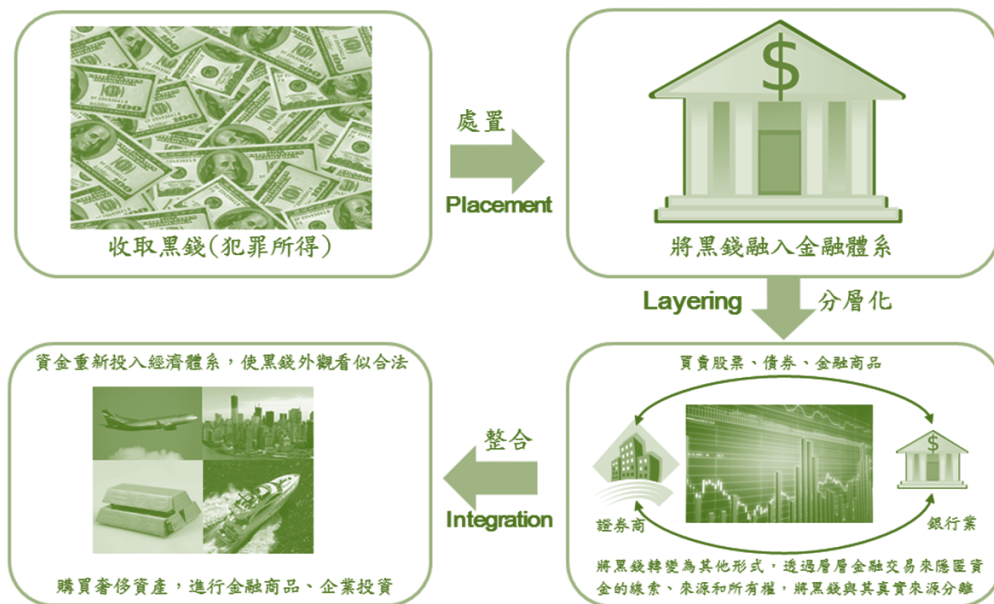 收取黑錢(犯罪所得)
處置
Placement
$
將黑錢融入金融體系
Layering
分層化
買賣股票、債券、金融商品
證券商
$
銀行業
將黑錢轉變為其他形式，透過層層金融交易來隱匿資
金的線索、來源和所有權，將黑錢與其真實來源分離
整合
Integration
資金重新投入經濟體系，使黑錢外觀看似合法
購買奢侈資產，進行金融商品、企業投資